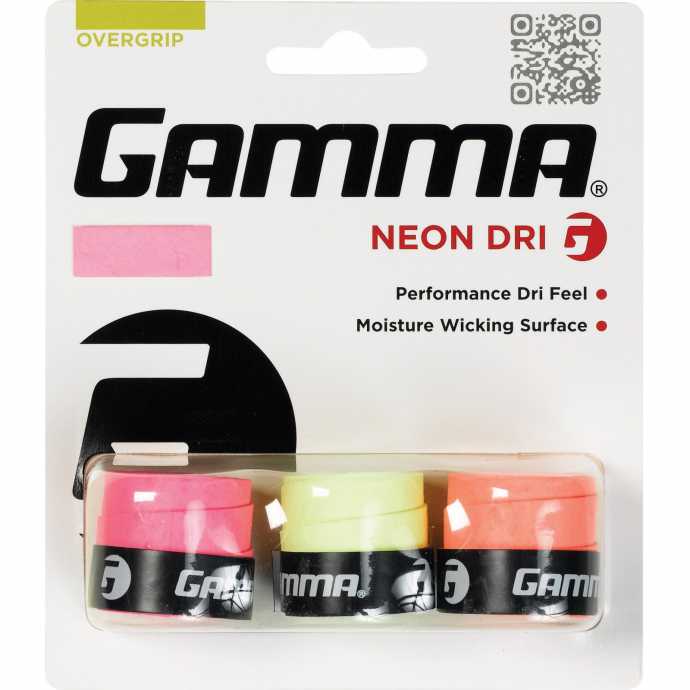 OVERGRIP
GAMMA®
NEON DRI G
Performance Dri Feel
Moisture Wicking Surface
G GAMMA
GAMMA®
G GAMMA